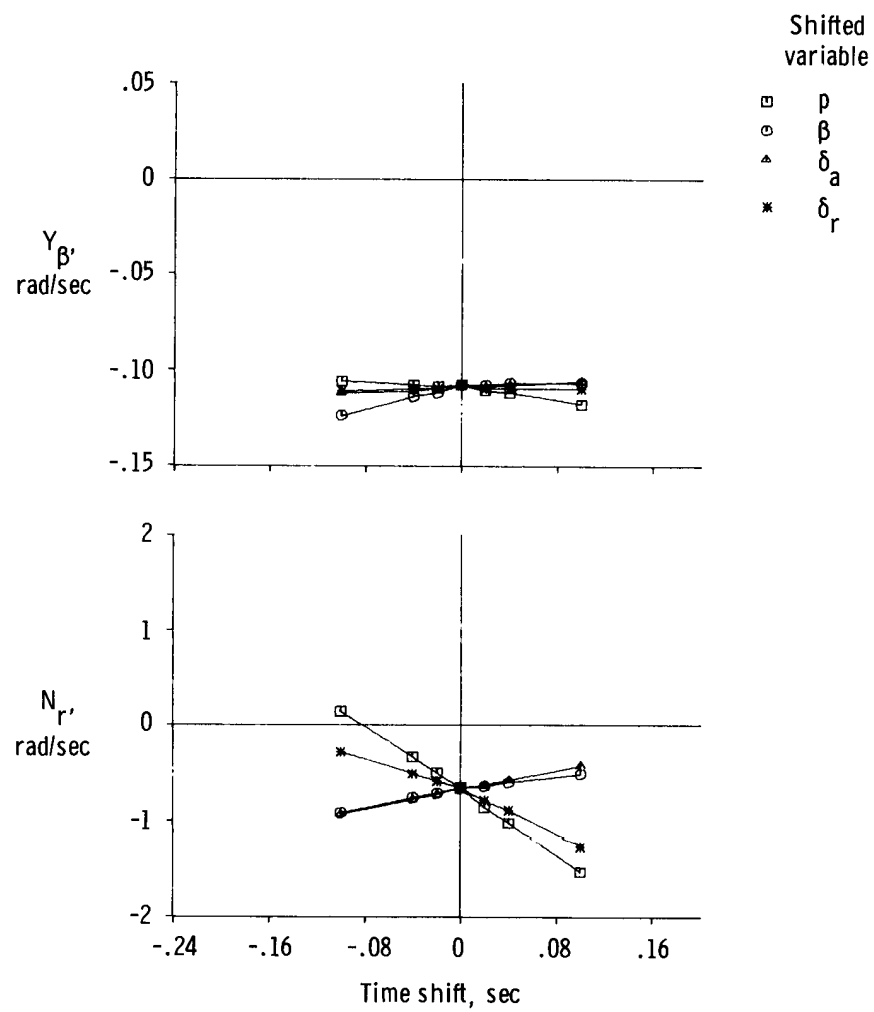 Shifted
variable
p
β
δa
δr
.05
0
Yβ,
rad/sec
-.05
-.10
-.15
2
1
Nr,
rad/sec
0
-1
-2
-.24 -.16 -.08 0 .08 .16
Time shift, sec